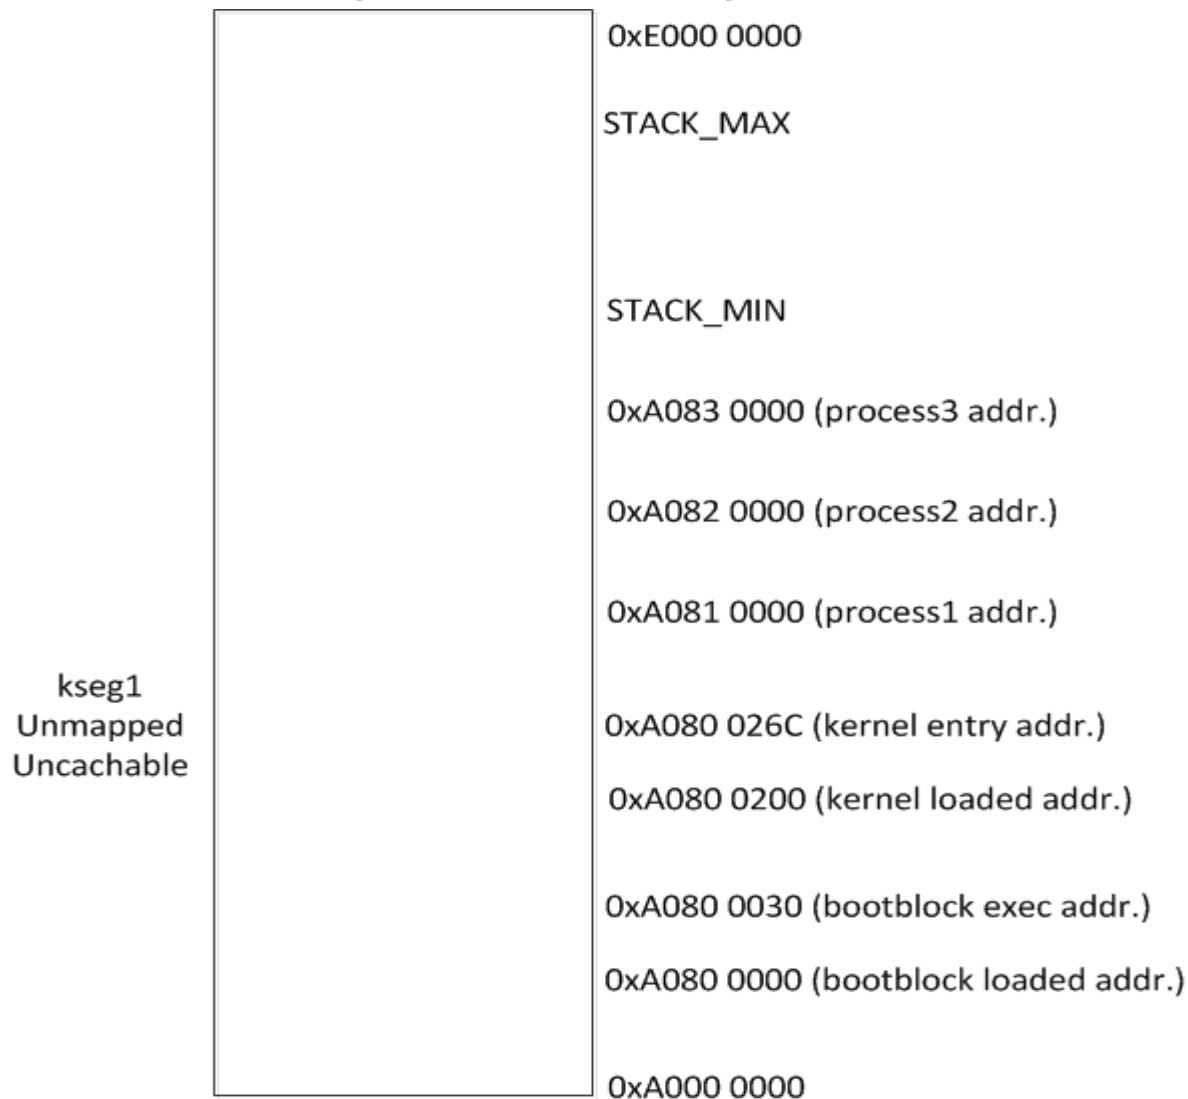 0xE000 0000
STACK_MAX
STACK_MIN
0xA083 0000 (process3 addr.)
0xA082 0000 (process2 addr.)
0xA081 0000 (process1 addr.)
kseg1
Unmapped
Uncachable
0xA080 026C (kernel entry addr.)
0xA080 0200 (kernel loaded addr.)
0xA080 0030 (bootblock exec addr.)
0xA080 0000 (bootblock loaded addr.)
0xA000 0000